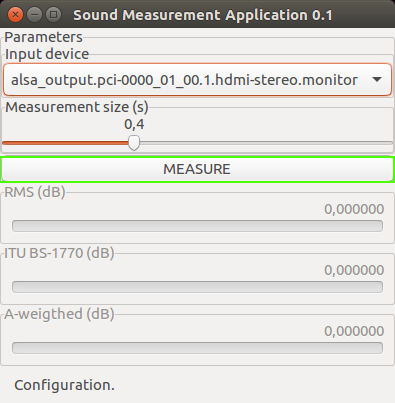 Sound Measurement Application 0.1
Parameters
Input device
alsa_output.pci-0000_01_00.1.hdmi-stereo.monitor
Measurement size (s)
0,4
MEASURE
RMS (dB)
0,000000
ITU BS-1770 (dB)
0,000000
A-weigthed (dB)
0,000000
Configuration.